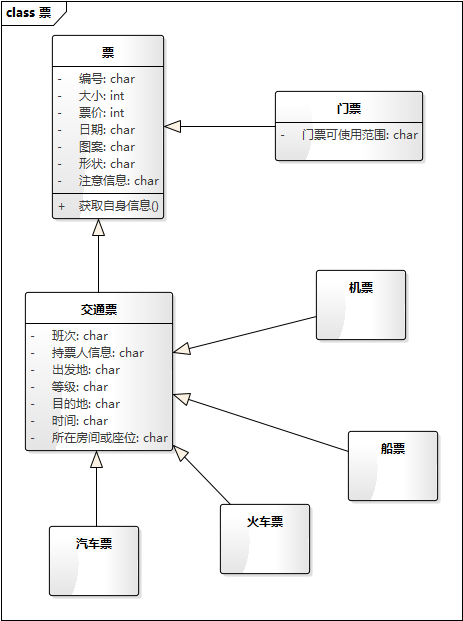 class 票
票
- 编号: char
- 大小: int
- 票价: int
- 日期: char
- 图案: char
- 形状: char
- 注意信息: char
+ 获取自身信息()
门票
- 门票可使用范围: char
交通票
- 班次: char
- 持票人信息: char
- 出发地: char
- 等级: char
- 目的地: char
- 时间: char
- 所在房间或座位: char
机票
船票
火车票
汽车票